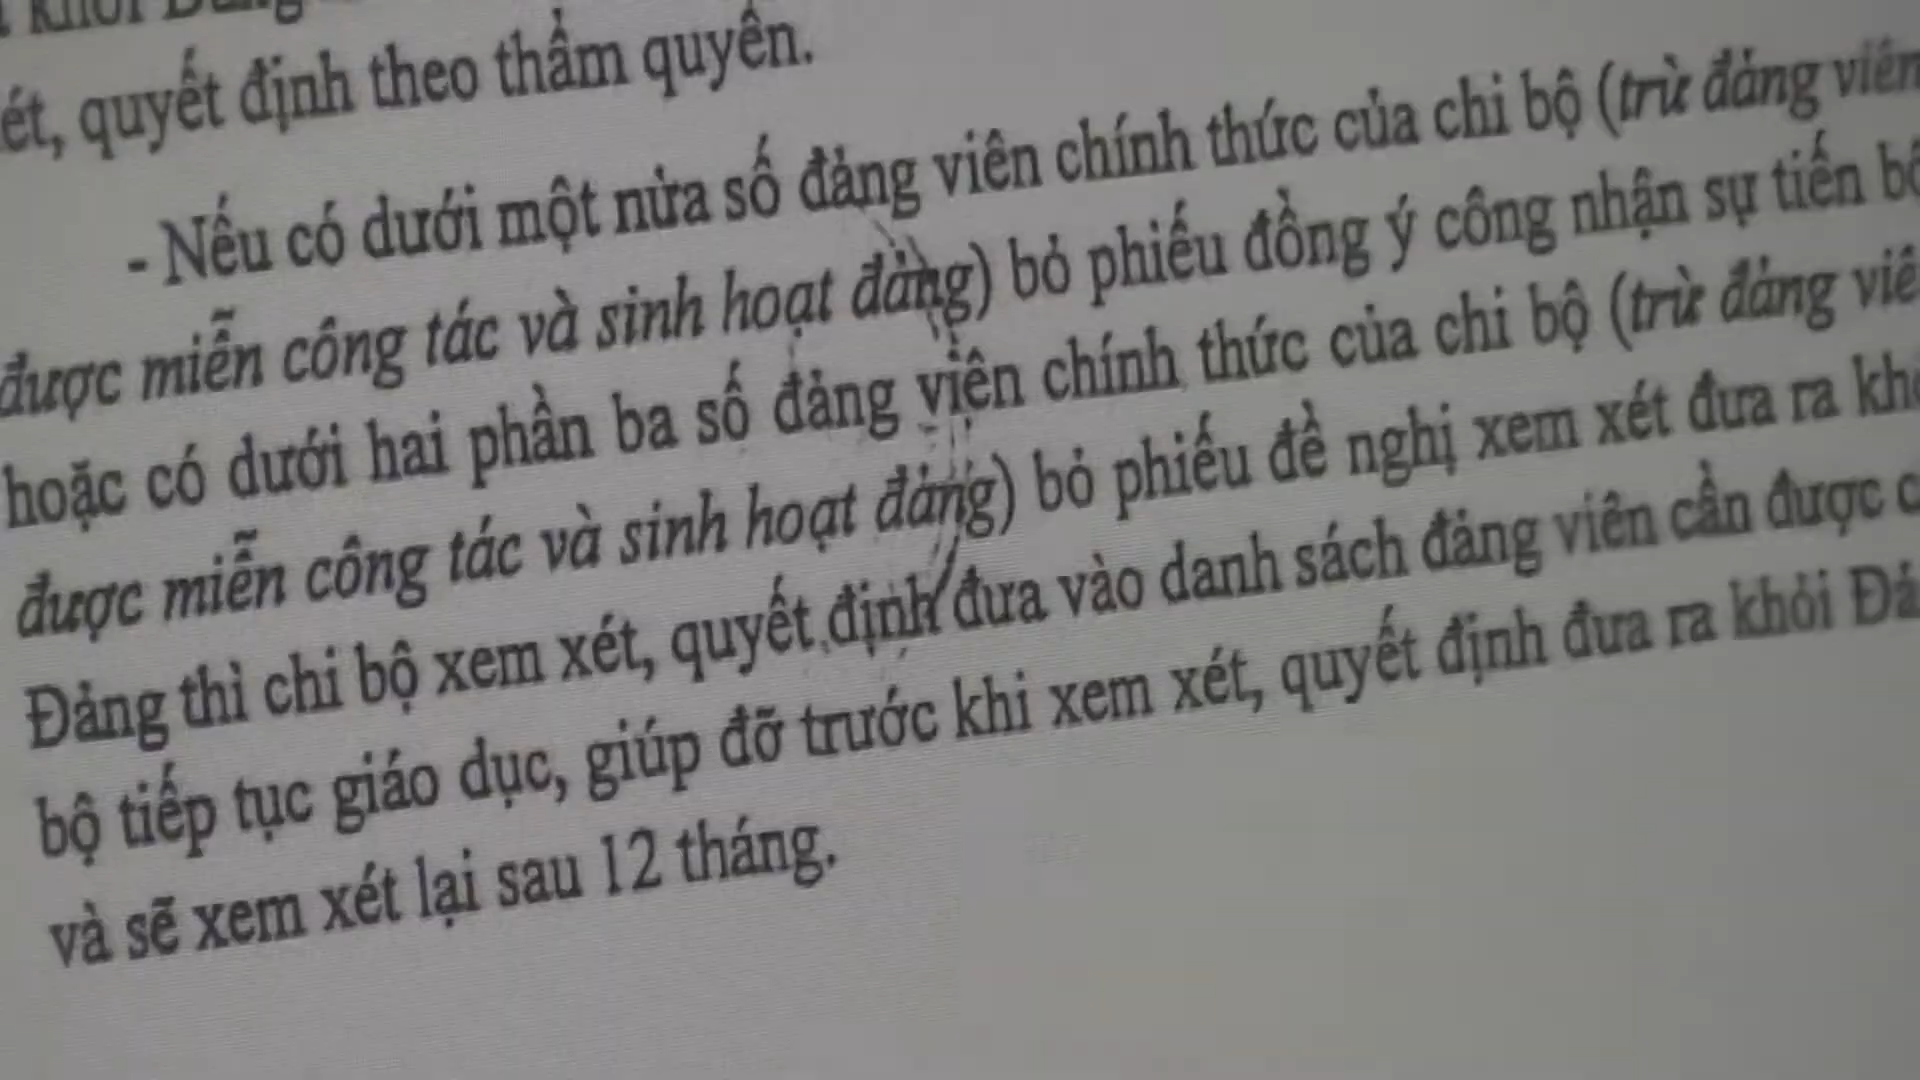 ét, quyết định theo thẩm quyền.
- Nếu có dưới một nửa số đảng viên chính thức của chi bộ (trừ đảng viên
được miễn công tác và sinh hoạt đảng) bỏ phiếu đồng ý công nhận sự tiến bộ
hoặc có dưới hai phần ba số đảng viên chính thức của chi bộ (trừ đảng viê
được miễn công tác và sinh hoạt đảng) bỏ phiếu đề nghị xem xét đưa ra
Đảng thì chi bộ xem xét, quyết định đưa vào danh sách đảng viên cần được
bộ tiếp tục giáo dục, giúp đỡ trước khi xem xét, quyết định đưa ra khỏi Đả
và sẽ xem xét lại sau 12 tháng.